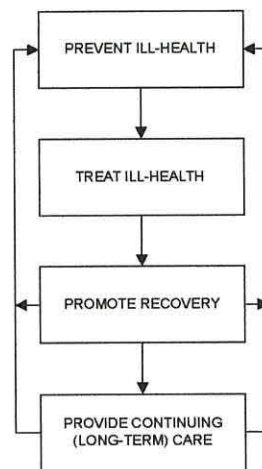 PREVENT ILL-HEALTH
TREAT ILL-HEALTH
PROMOTE RECOVERY
PROVIDE CONTINUING
(LONG-TERM) CARE